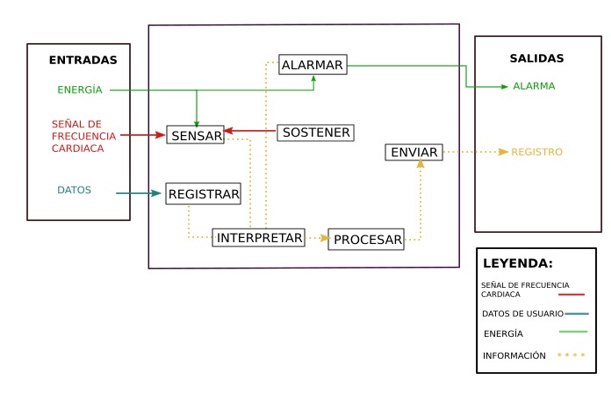 ENTRADAS
ENERGÍA
SEÑAL DE
FRECUENCIA
CARDIACA
DATOS
ALARMAR
SENSAR
SOSTENER
ENVIAR
REGISTRAR
INTERPRETAR
PROCESAR
SALIDAS
ALARMA
REGISTRO
LEYENDA:
SEÑAL DE FRECUENCIA
CARDIACA
DATOS DE USUARIO
ENERGÍA
INFORMACIÓN